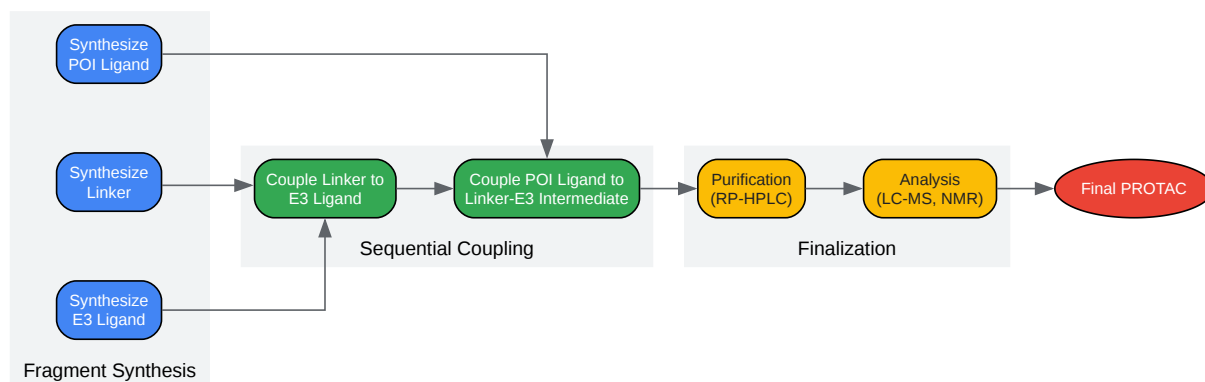 Synthesize
POI Ligand
Synthesize
Linker
Synthesize
E3 Ligand
Fragment Synthesis
Couple Linker to
E3 Ligand
Couple POI Ligand to
Linker-E3 Intermediate
Sequential Coupling
Purification
(RP-HPLC)
Analysis
(LC-MS, NMR)
Finalization
Final PROTAC